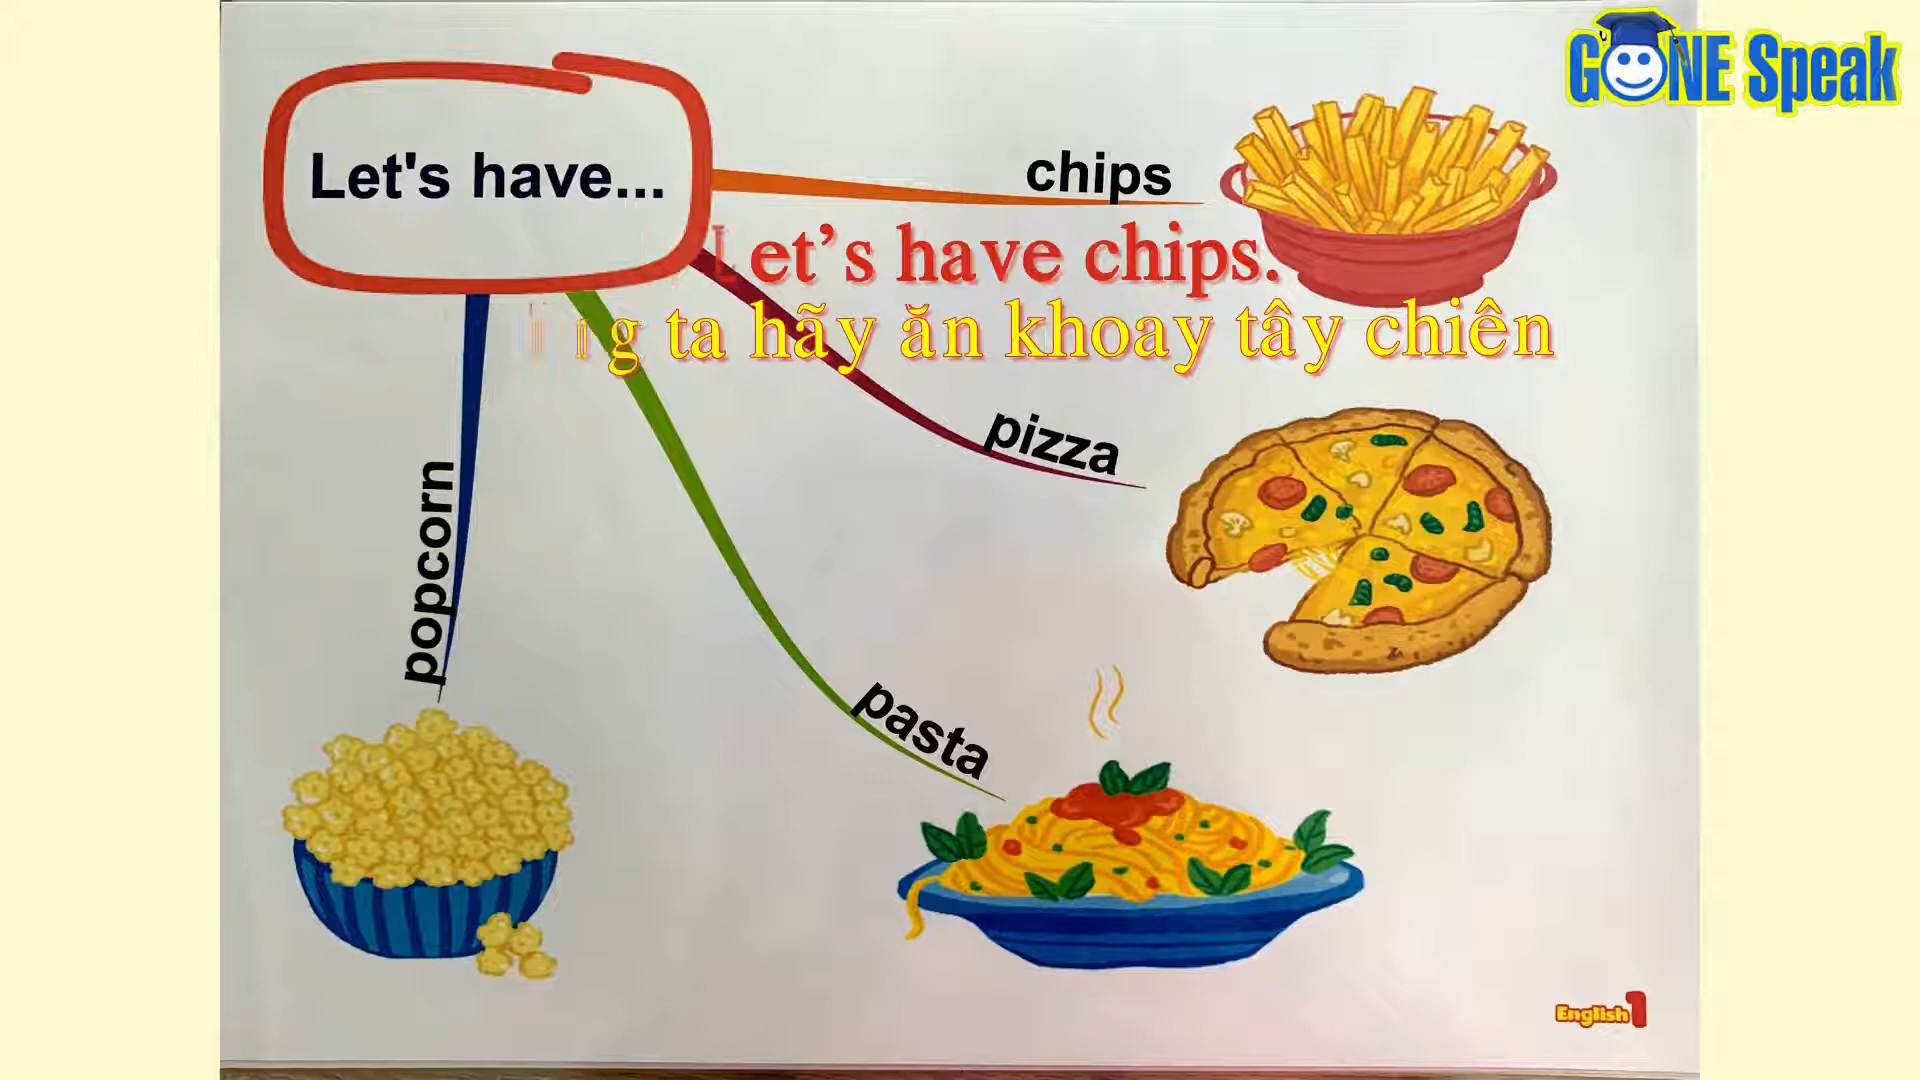 GONE Speak
Let's have...
chips
Let's have chips.
ta hãy ăn khoay tây chiên
pizza
popcorn
pasta
English 1